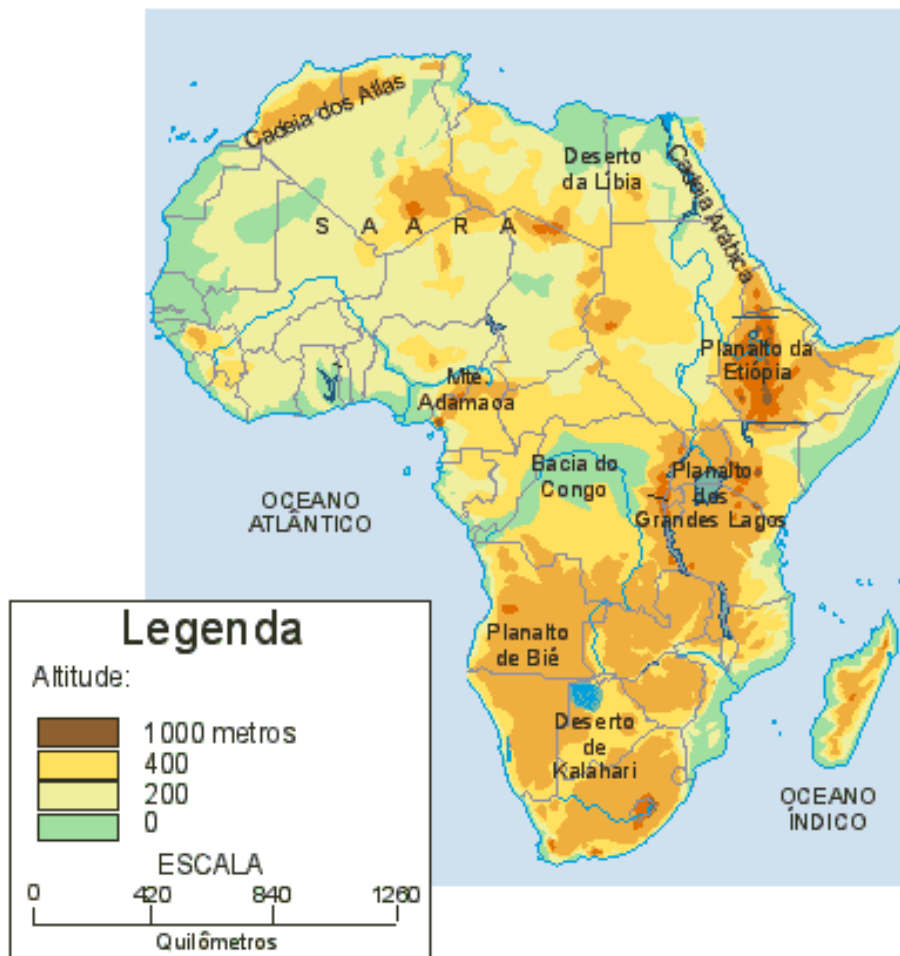 Cadeia dos Atlas
Deserto
da Líbia
Cadeia Arábica
S A A R A
Planalto da
Etiópia
Mte.
Adamaoa
Bacia do
Congo
Planalto
dos
Grandes Lagos
OCEANO
ATLÂNTICO
Planalto
de Bié
Deserto
de
Kalahari
OCEANO
ÍNDICO
Legenda
Altitude:
1000 metros
400
200
0
ESCALA
0 420 840 1260
Quilômetros